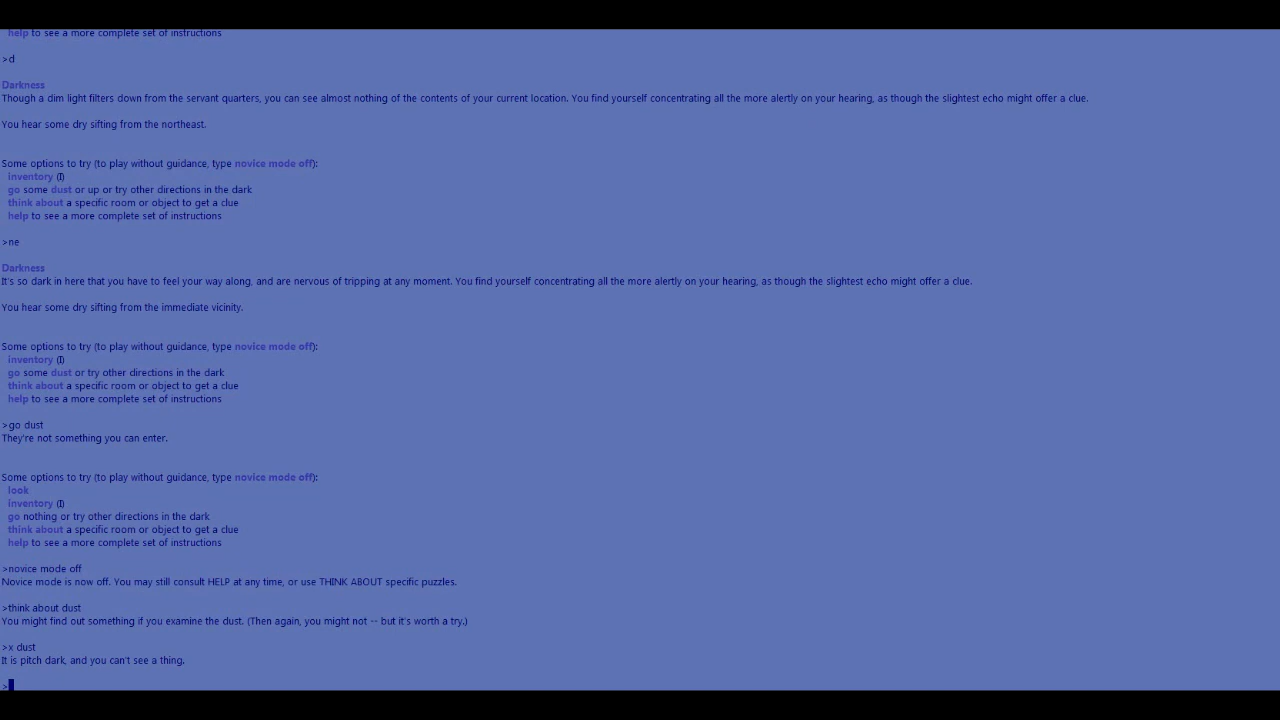 help to see a more complete set of instructions
>d
Darkness
Though a dim light filters down from the servant quarters, you can see almost nothing of the contents of your current location. You find yourself concentrating all the more alertly on your hearing, as though the slightest echo might offer a clue.
You hear some dry sifting from the northeast.
Some options to try (to play without guidance, type novice mode off):
inventory (I)
go some dust or up or try other directions in the dark
think about a specific room or object to get a clue
help to see a more complete set of instructions
>ne
Darkness
It's so dark in here that you have to feel your way along, and are nervous of tripping at any moment. You find yourself concentrating all the more alertly on your hearing, as though the slightest echo might offer a clue.
You hear some dry sifting from the immediate vicinity.
Some options to try (to play without guidance, type novice mode off):
inventory (I)
go some dust or try other directions in the dark
think about a specific room or object to get a clue
help to see a more complete set of instructions
>go dust
They're not something you can enter.
Some options to try (to play without guidance, type novice mode off):
look
inventory (I)
go nothing or try other directions in the dark
think about a specific room or object to get a clue
help to see a more complete set of instructions
>novice mode off
Novice mode is now off. You may still consult HELP at any time, or use THINK ABOUT specific puzzles.
>think about dust
You might find out something if you examine the dust. (Then again, you might not -- but it's worth a try.)
>x dust
It is pitch dark, and you can't see a thing.
>